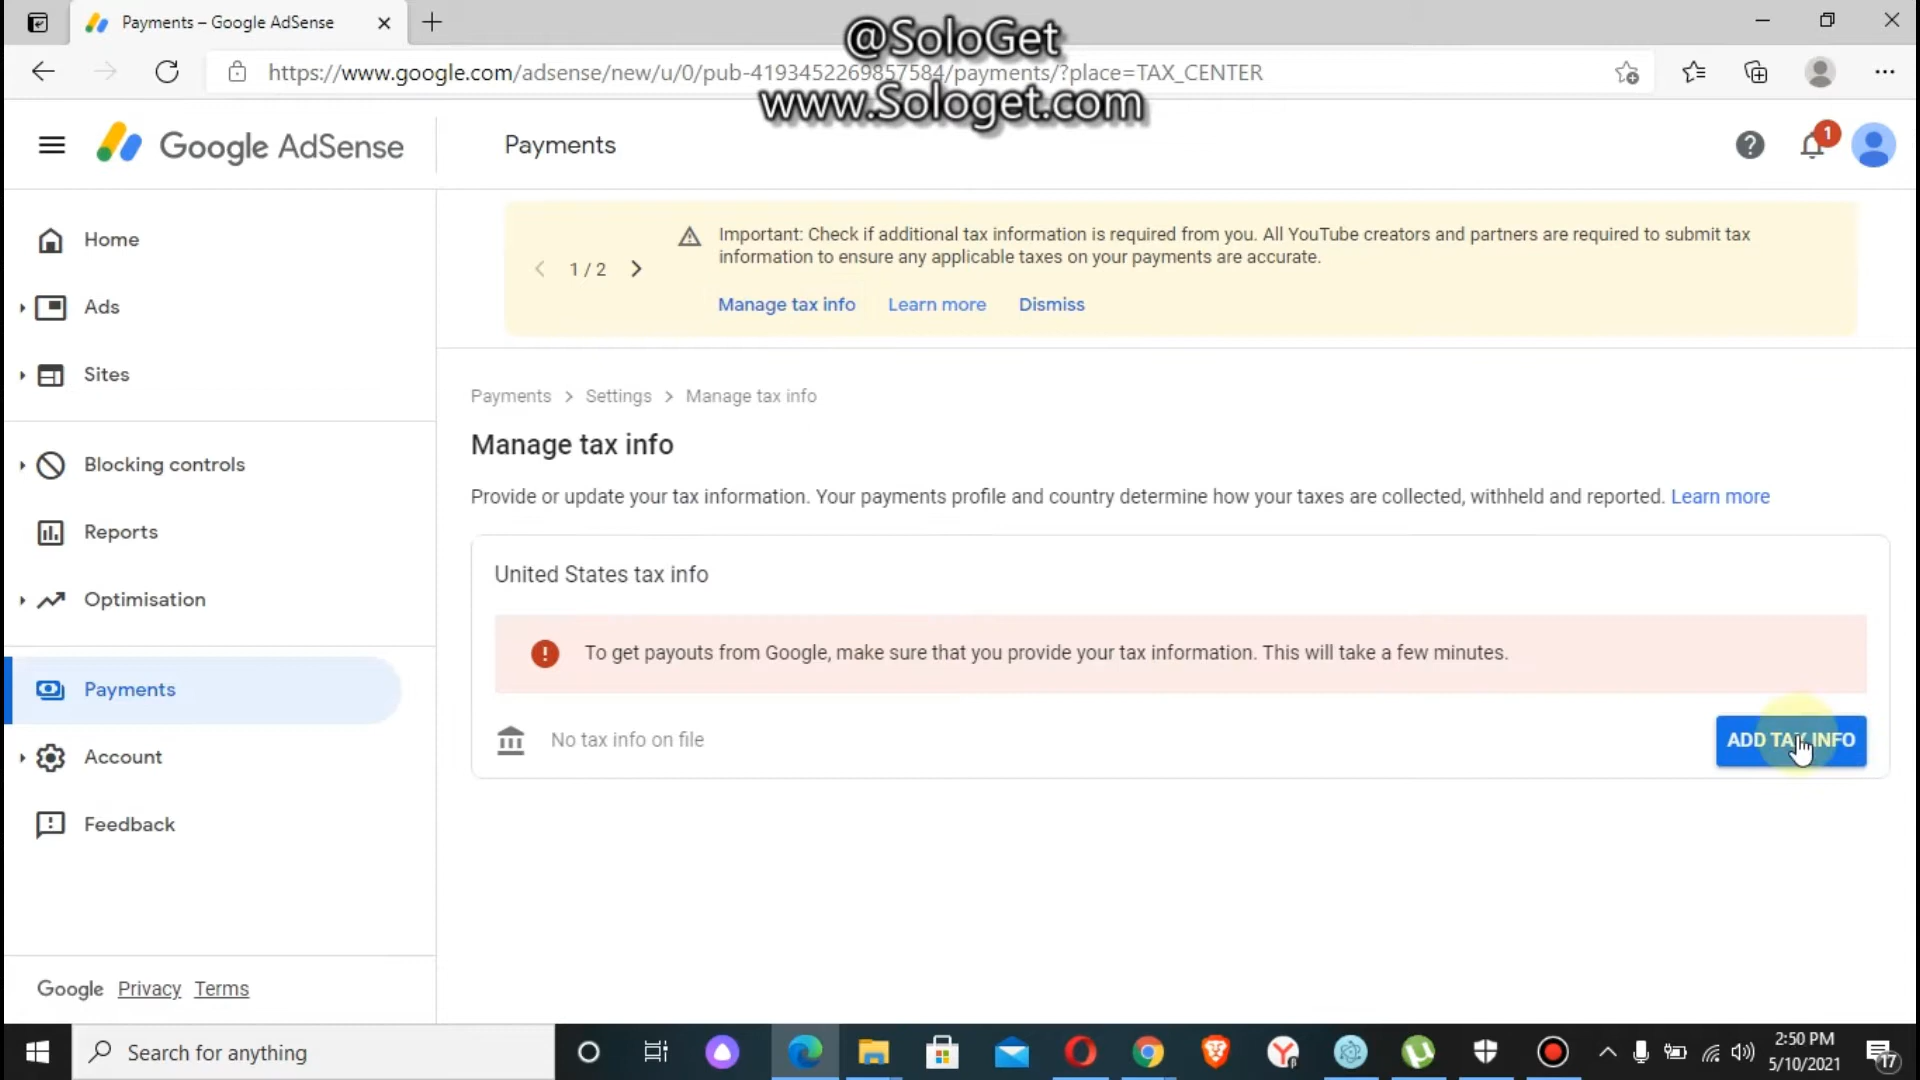 Payments – Google AdSense
@SoloGet
https://www.google.com/adsense/new/u/0/pub-4193452269857584/payments/?place=TAX_CENTER
www.Sologet.com
Google AdSense
Payments
1
Home
Ads
Sites
Blocking controls
Reports
Optimisation
Payments
Account
Feedback
Google Privacy Terms
1 / 2
Important: Check if additional tax information is required from you. All YouTube creators and partners are required to submit tax
information to ensure any applicable taxes on your payments are accurate.
Manage tax info Learn more Dismiss
Payments > Settings > Manage tax info
Manage tax info
Provide or update your tax information. Your payments profile and country determine how your taxes are collected, withheld and reported. Learn more
United States tax info
To get payouts from Google, make sure that you provide your tax information. This will take a few minutes.
No tax info on file
ADD TAX INFO
Search for anything
2:50 PM
5/10/2021
17